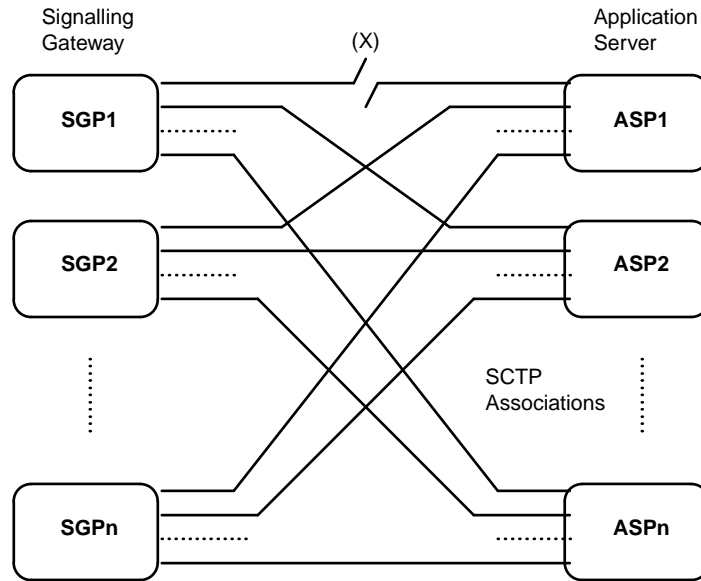 Signalling
Gateway
(X)
Application
Server
SGP1
ASP1
SGP2
ASP2
SCTP
Associations
SGPn
ASPn